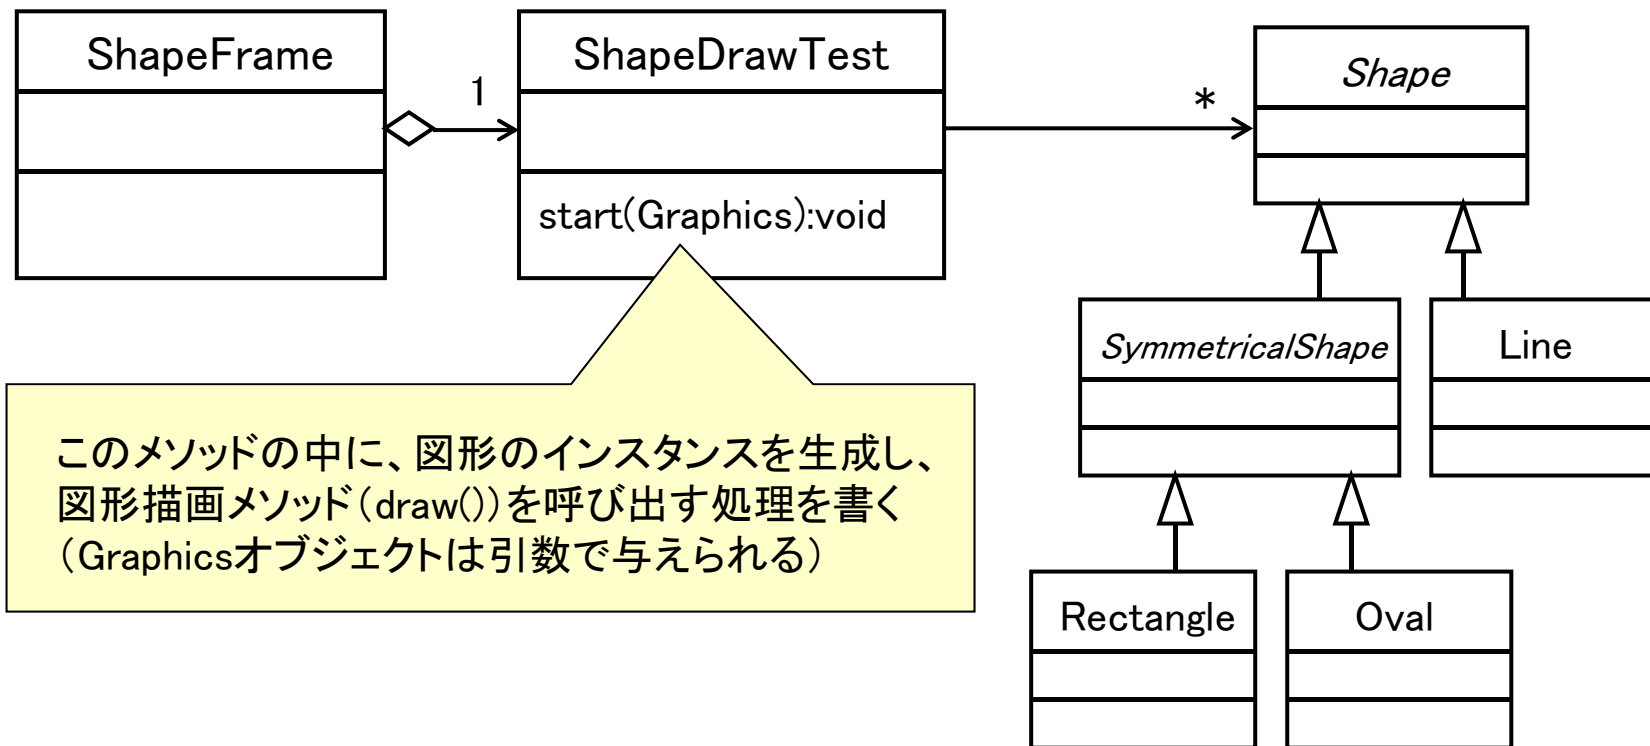 ShapeFrame
1
ShapeDrawTest
start(Graphics):void
*
Shape
SymmetricalShape
Line
Rectangle
Oval
このメソッドの中に、図形のインスタンスを生成し、
図形描画メソッド(draw())を呼び出す処理を書く
(Graphicsオブジェクトは引数で与えられる)